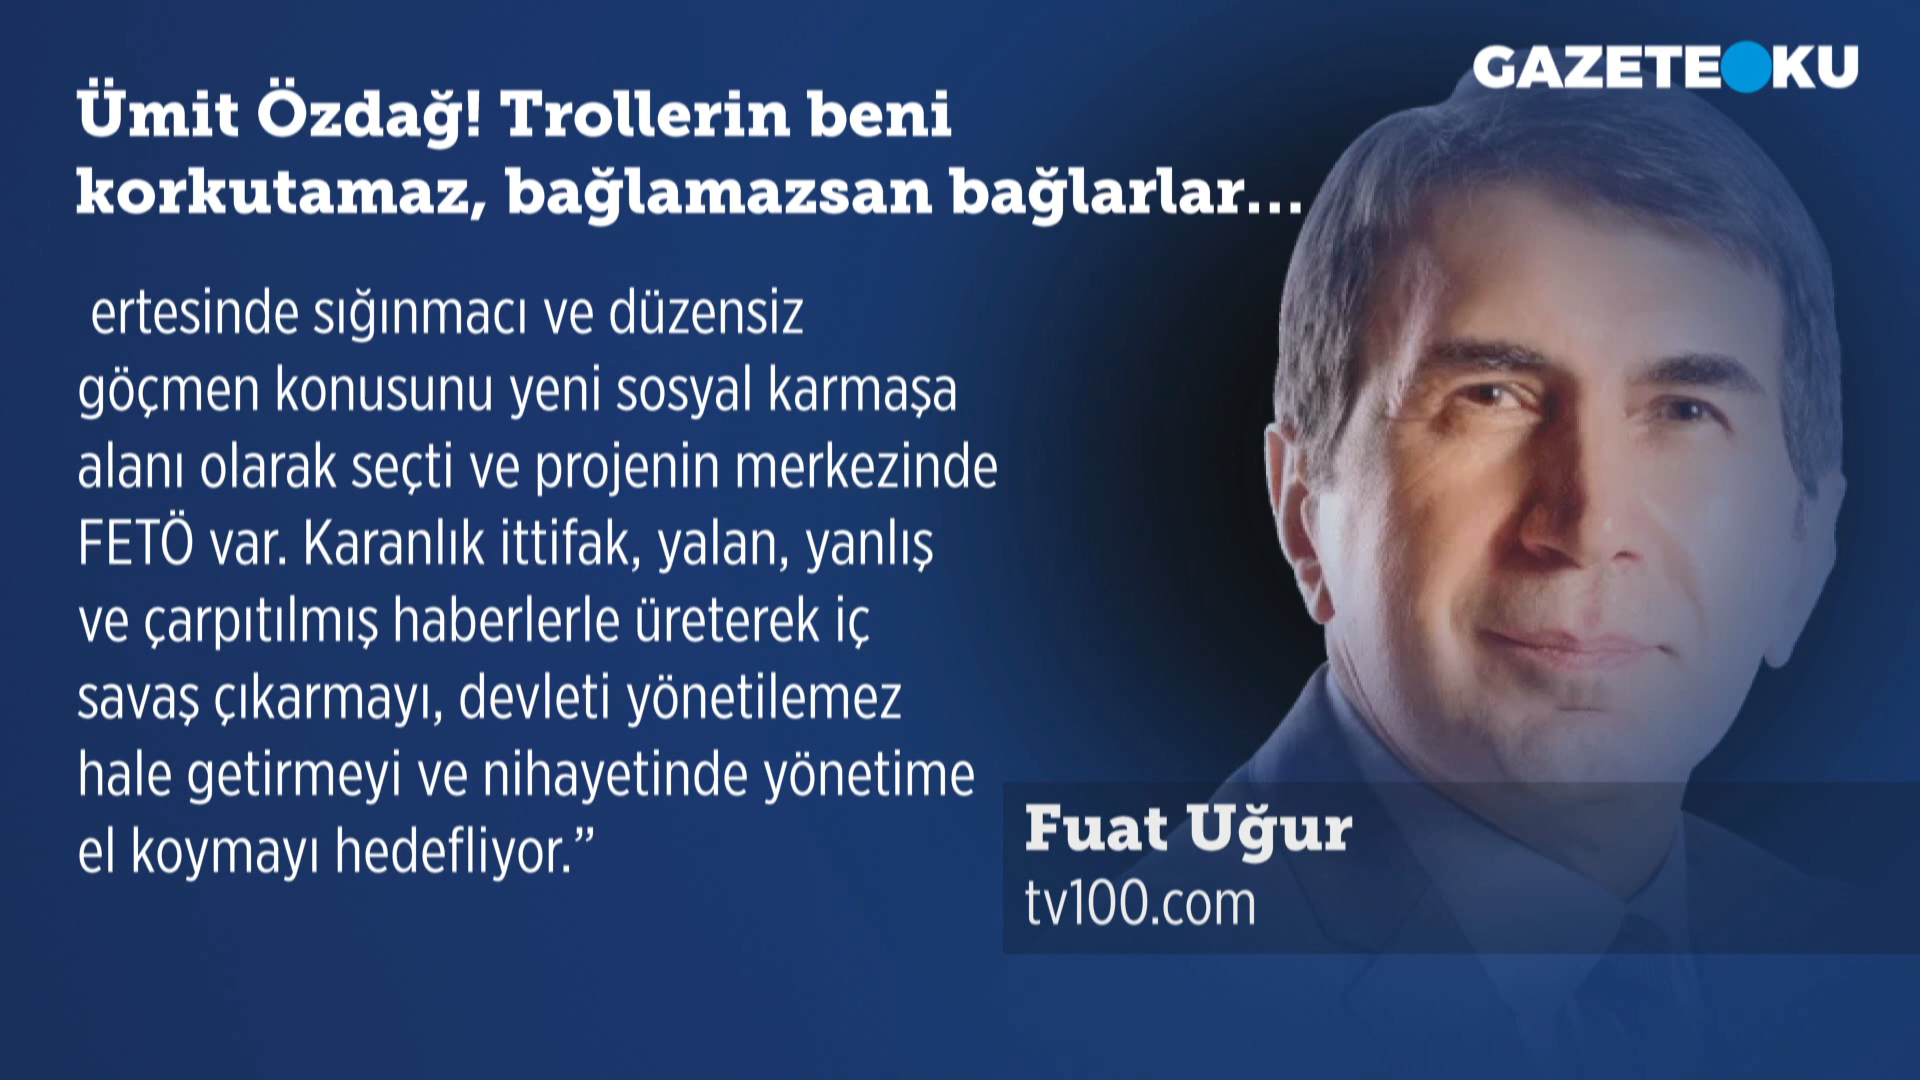 GAZETE KU
Ümit Özdağ! Trollerin beni
korkutamaz, bağlamazsan bağlarlar...
ertesinde sığınmacı ve düzensiz
göçmen konusunu yeni sosyal karmaşa
alanı olarak seçti ve projenin merkezinde
FETÖ var. Karanlık ittifak, yalan, yanlış
ve çarpıtılmış haberlerle üreterek iç
savaş çıkarmayı, devleti yönetilemez
hale getirmeyi ve nihayetinde yönetime
el koymayı hedefliyor.”
Fuat Uğur
tv100.com